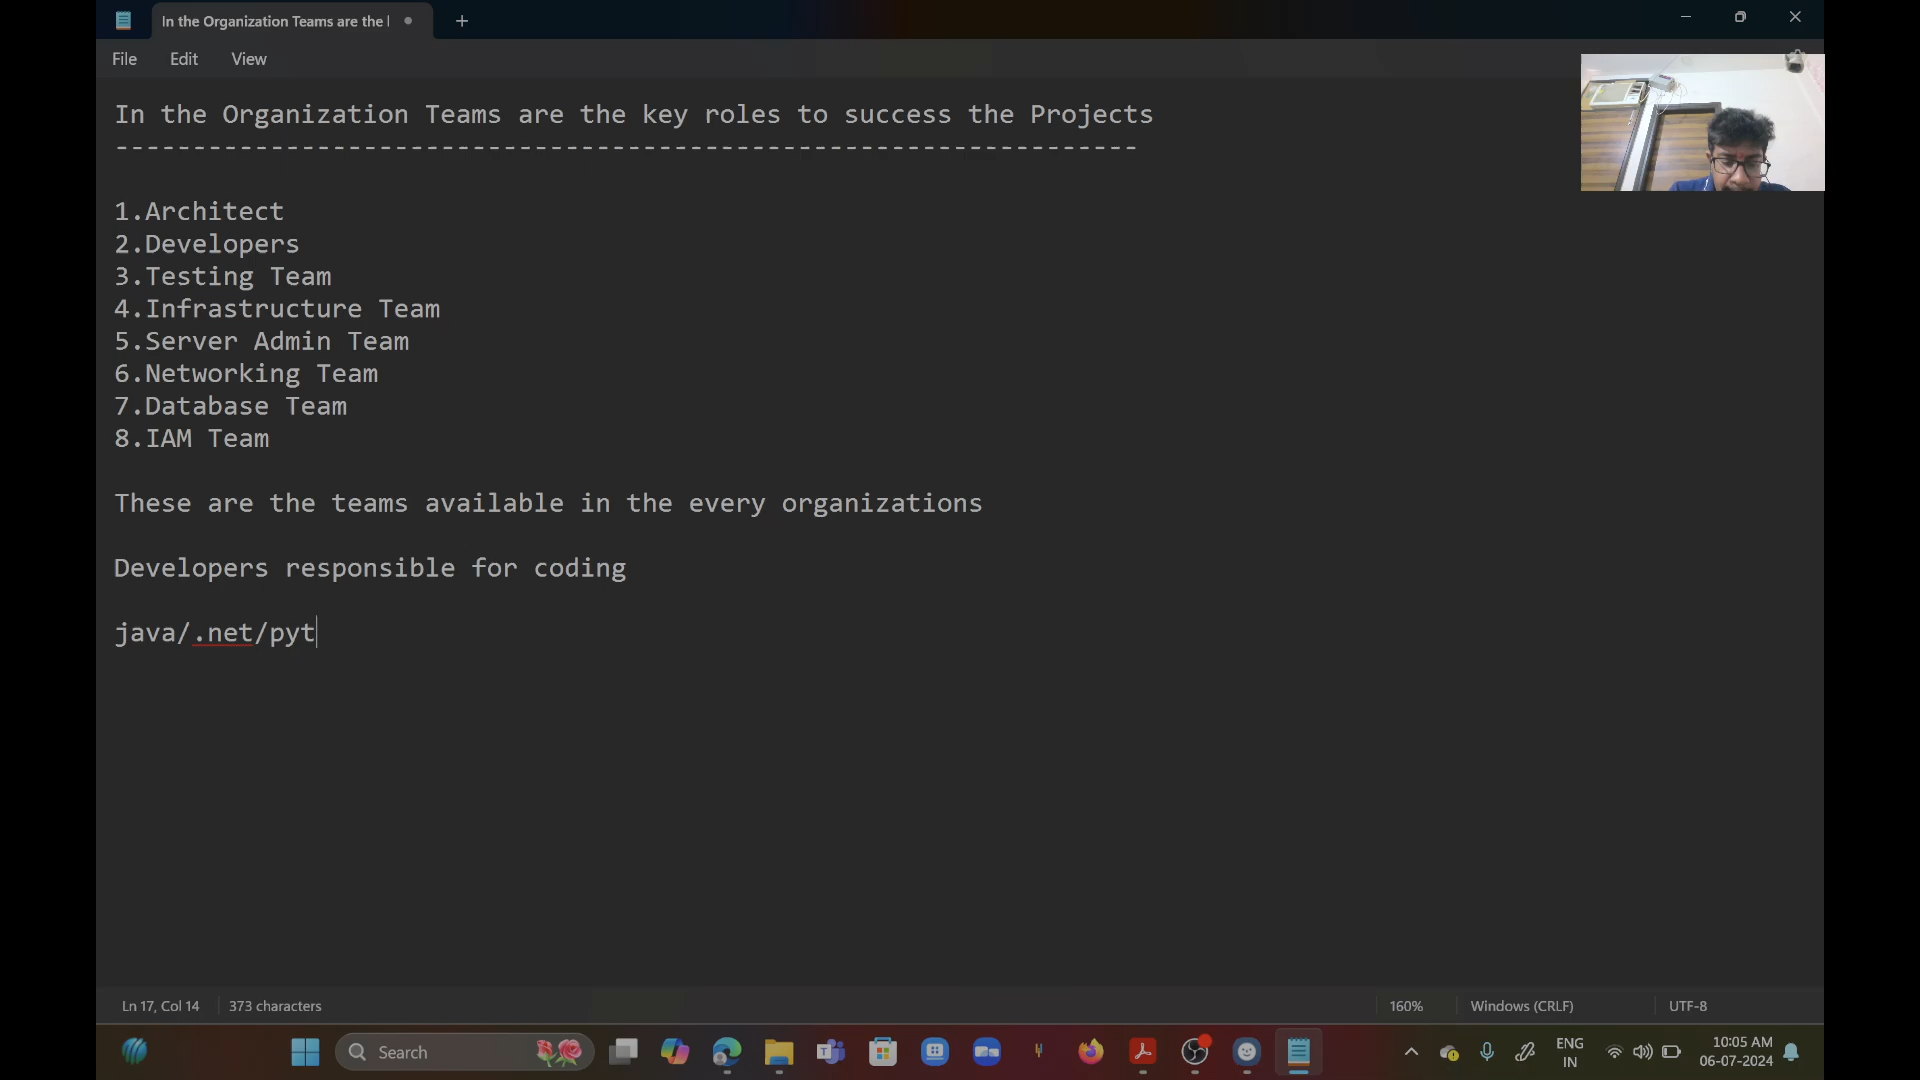 In the Organization Teams are the l
File Edit View
In the Organization Teams are the key roles to success the Projects
------------------------------------------------------------------
1.Architect
2.Developers
3.Testing Team
4.Infrastructure Team
5.Server Admin Team
6.Networking Team
7.Database Team
8.IAM Team
These are the teams available in the every organizations
Developers responsible for coding
java/.net/pyt
Ln 17, Col 14 373 characters 160% Windows (CRLF) UTF-8
Search ENG 10:05 AM
IN 06-07-2024